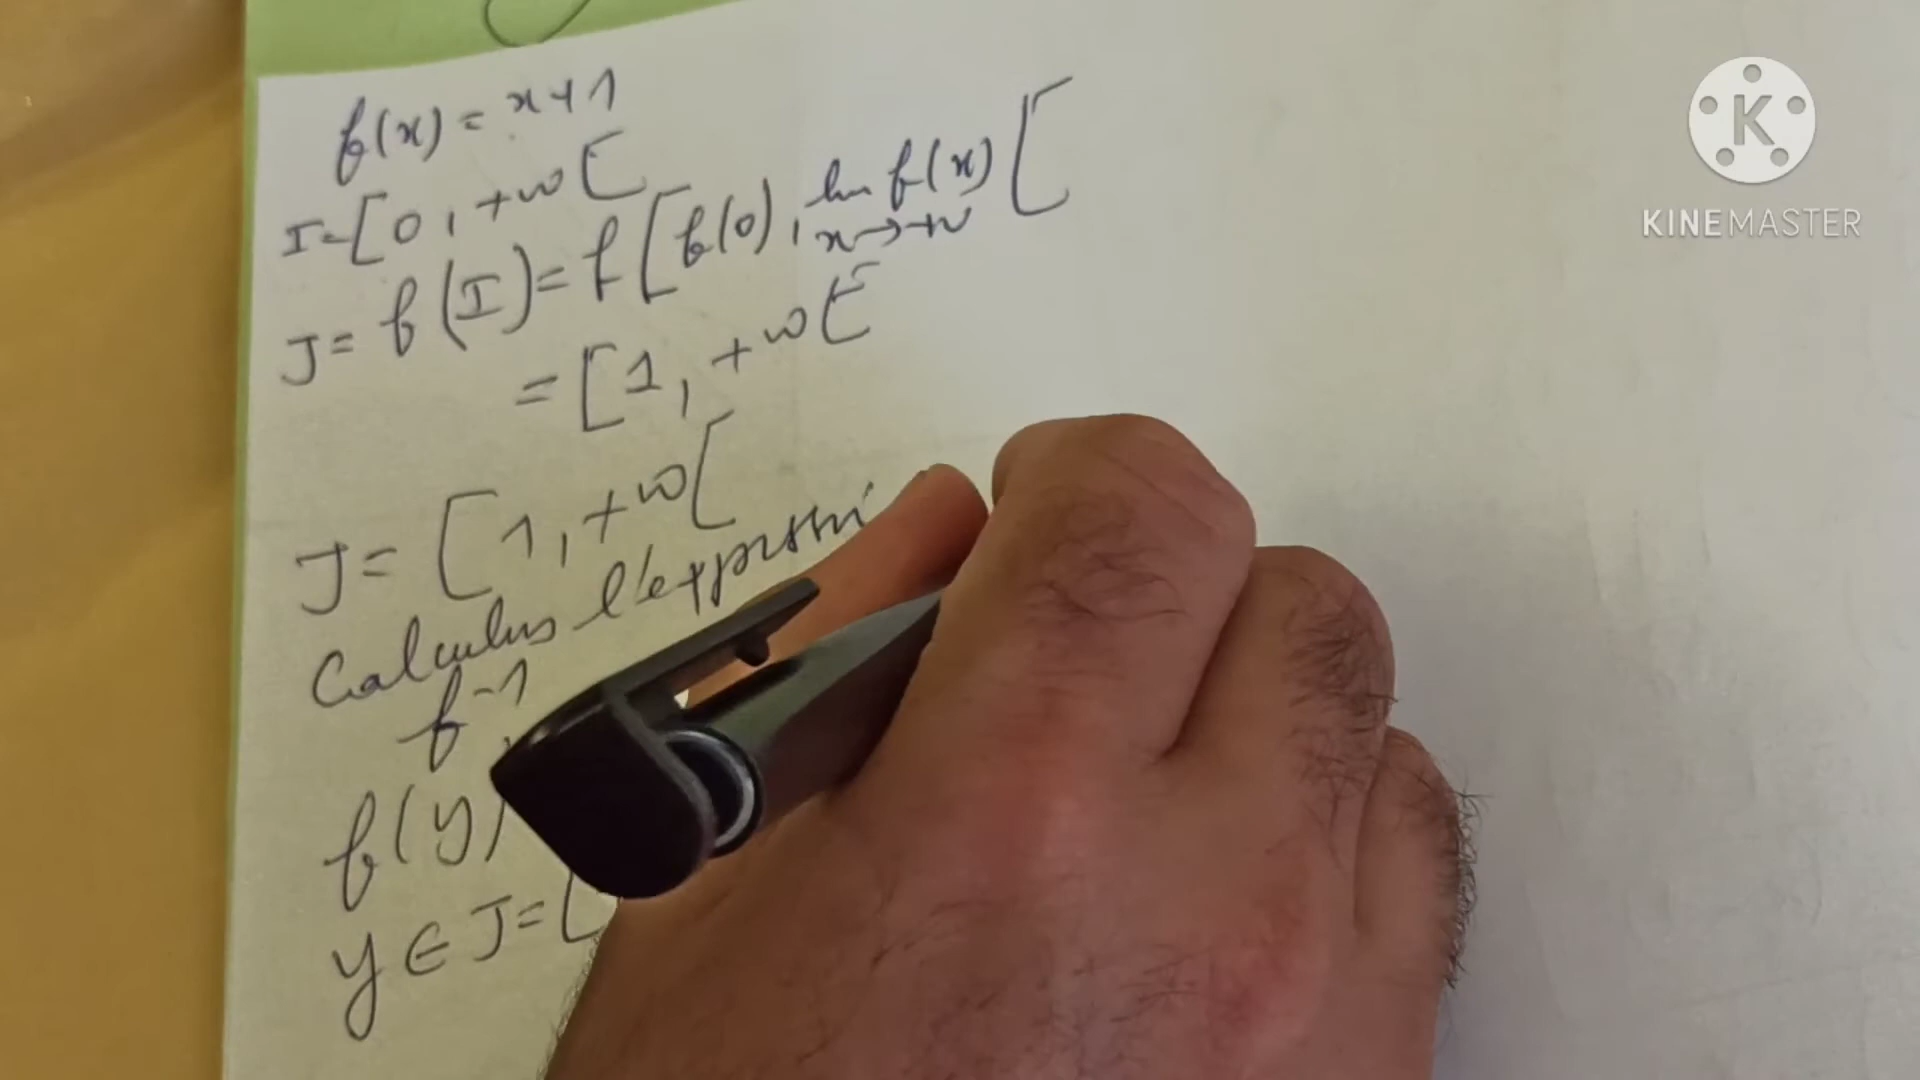 f(x) = x+1
I=[0, +∞[
J= f(I)= f[f(0), lim f(x)[
x→+∞
= [1, +∞[
J= [1, +∞[
Calculus l'expressi
f-1
f(y)
y∈J=[
K
KINEMASTER